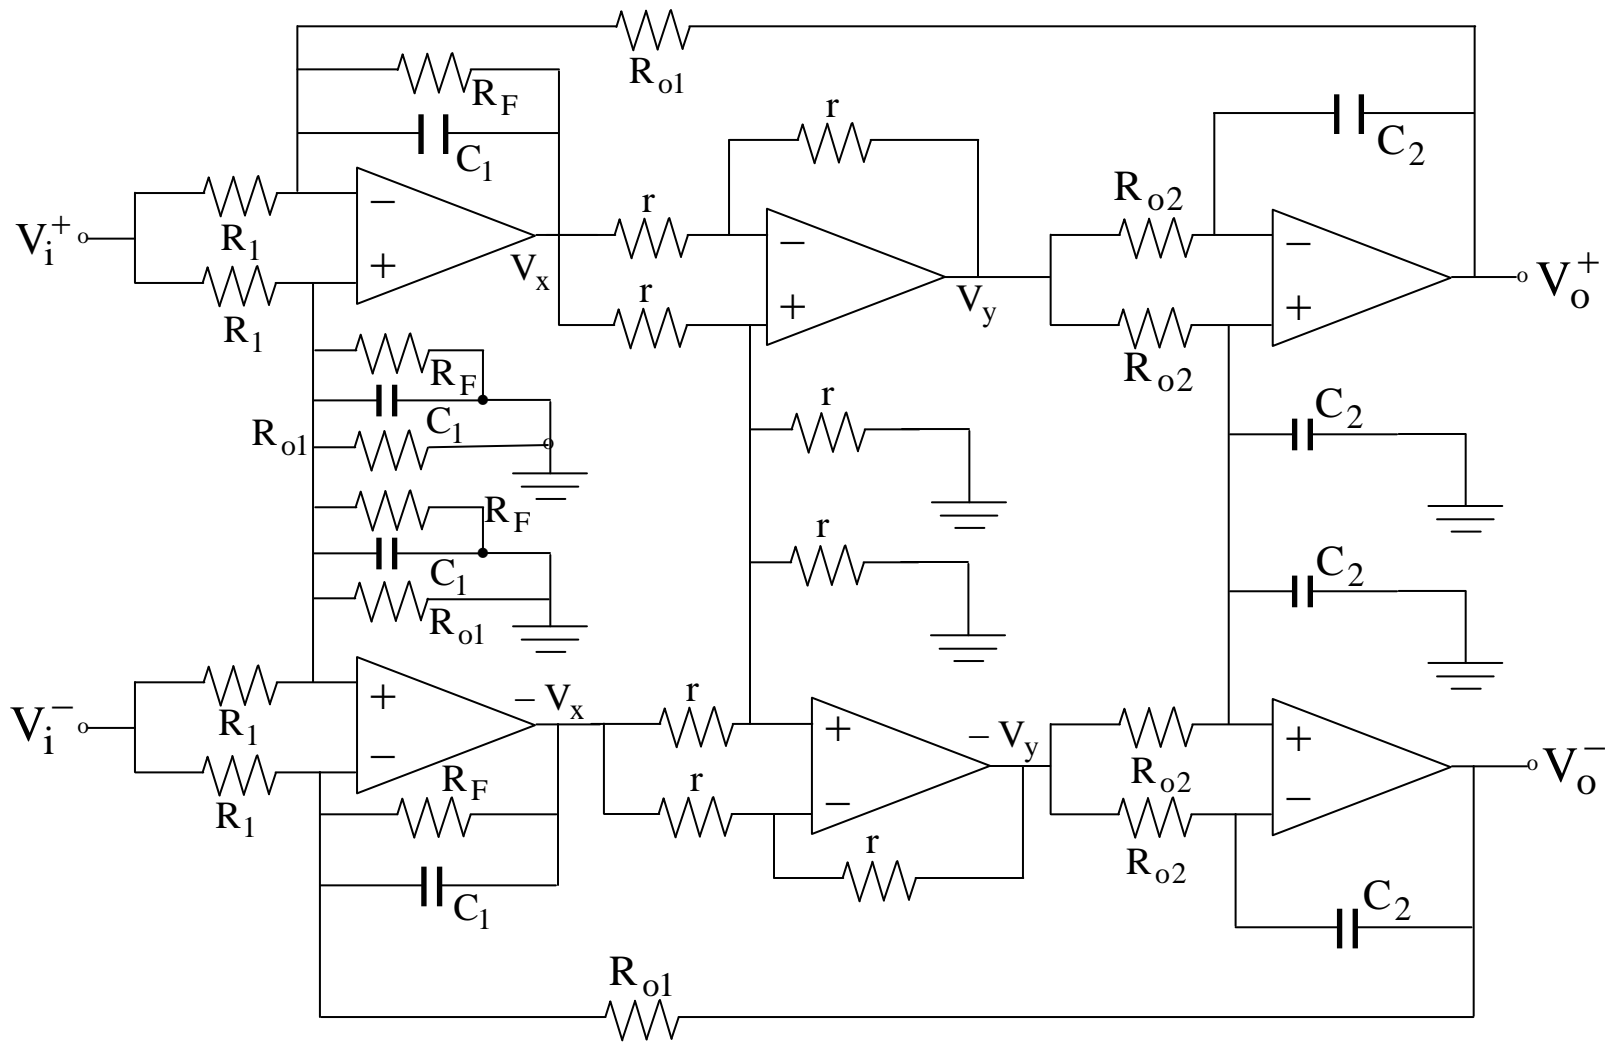 R_o1
R_F
C_1
r
C_2
R_1
V_i^+
R_1
−
+
V_x
r
r
−
+
V_y
R_o2
R_o2
−
+
V_o^+
R_F
C_1
R_o1
R_F
C_1
R_o1
r
r
C_2
C_2
V_i^−
R_1
R_1
+
−
− V_x
R_F
C_1
r
r
+
−
r
− V_y
R_o2
R_o2
+
−
V_o^−
C_2
R_o1